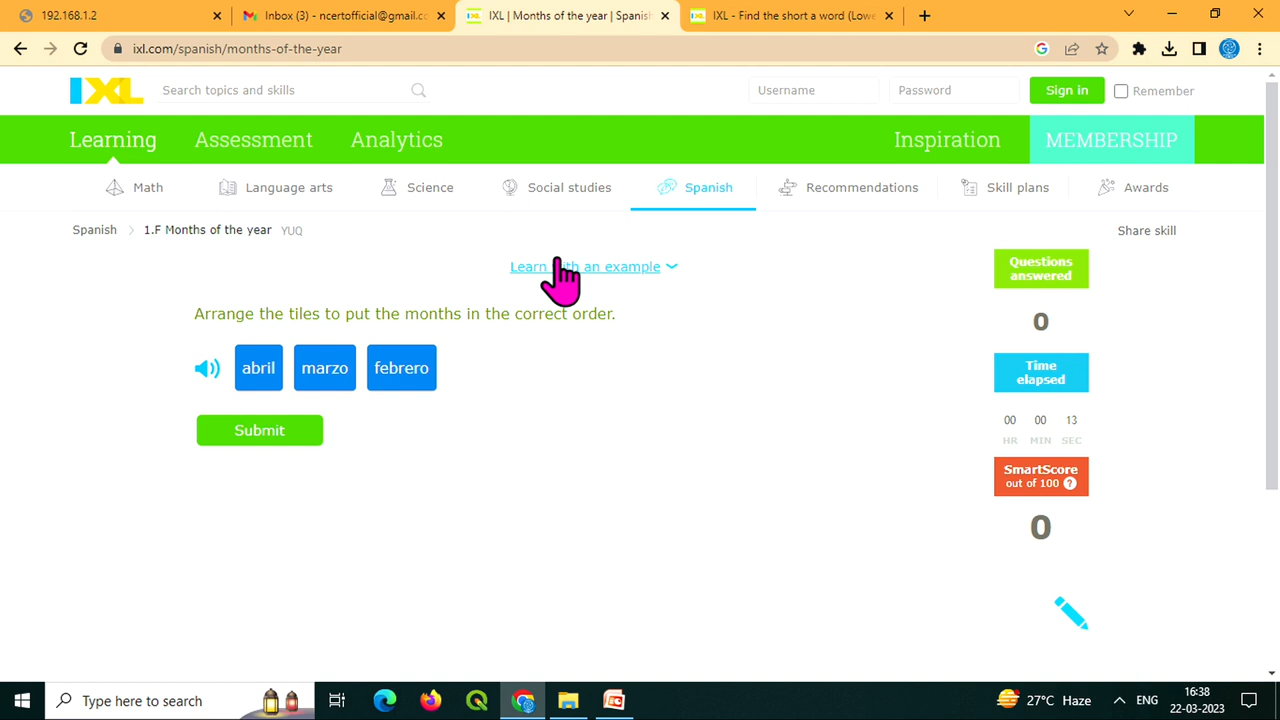 192.168.1.2
Inbox (3) - ncertofficial@gmail.co
IXL | Months of the year | Spanish
IXL - Find the short a word (Lowe
ixl.com/spanish/months-of-the-year
IXL
Search topics and skills
Username
Password
Sign in
Remember
Learning
Assessment
Analytics
Inspiration
MEMBERSHIP
Math
Language arts
Science
Social studies
Spanish
Recommendations
Skill plans
Awards
Spanish
1.F Months of the year
YUQ
Share skill
Learn with an example
Questions
answered
0
Arrange the tiles to put the months in the correct order.
abril
marzo
febrero
Time
elapsed
Submit
00 00 13
HR MIN SEC
SmartScore
out of 100 ?
0
Type here to search
27°C Haze
ENG
16:38
22-03-2023